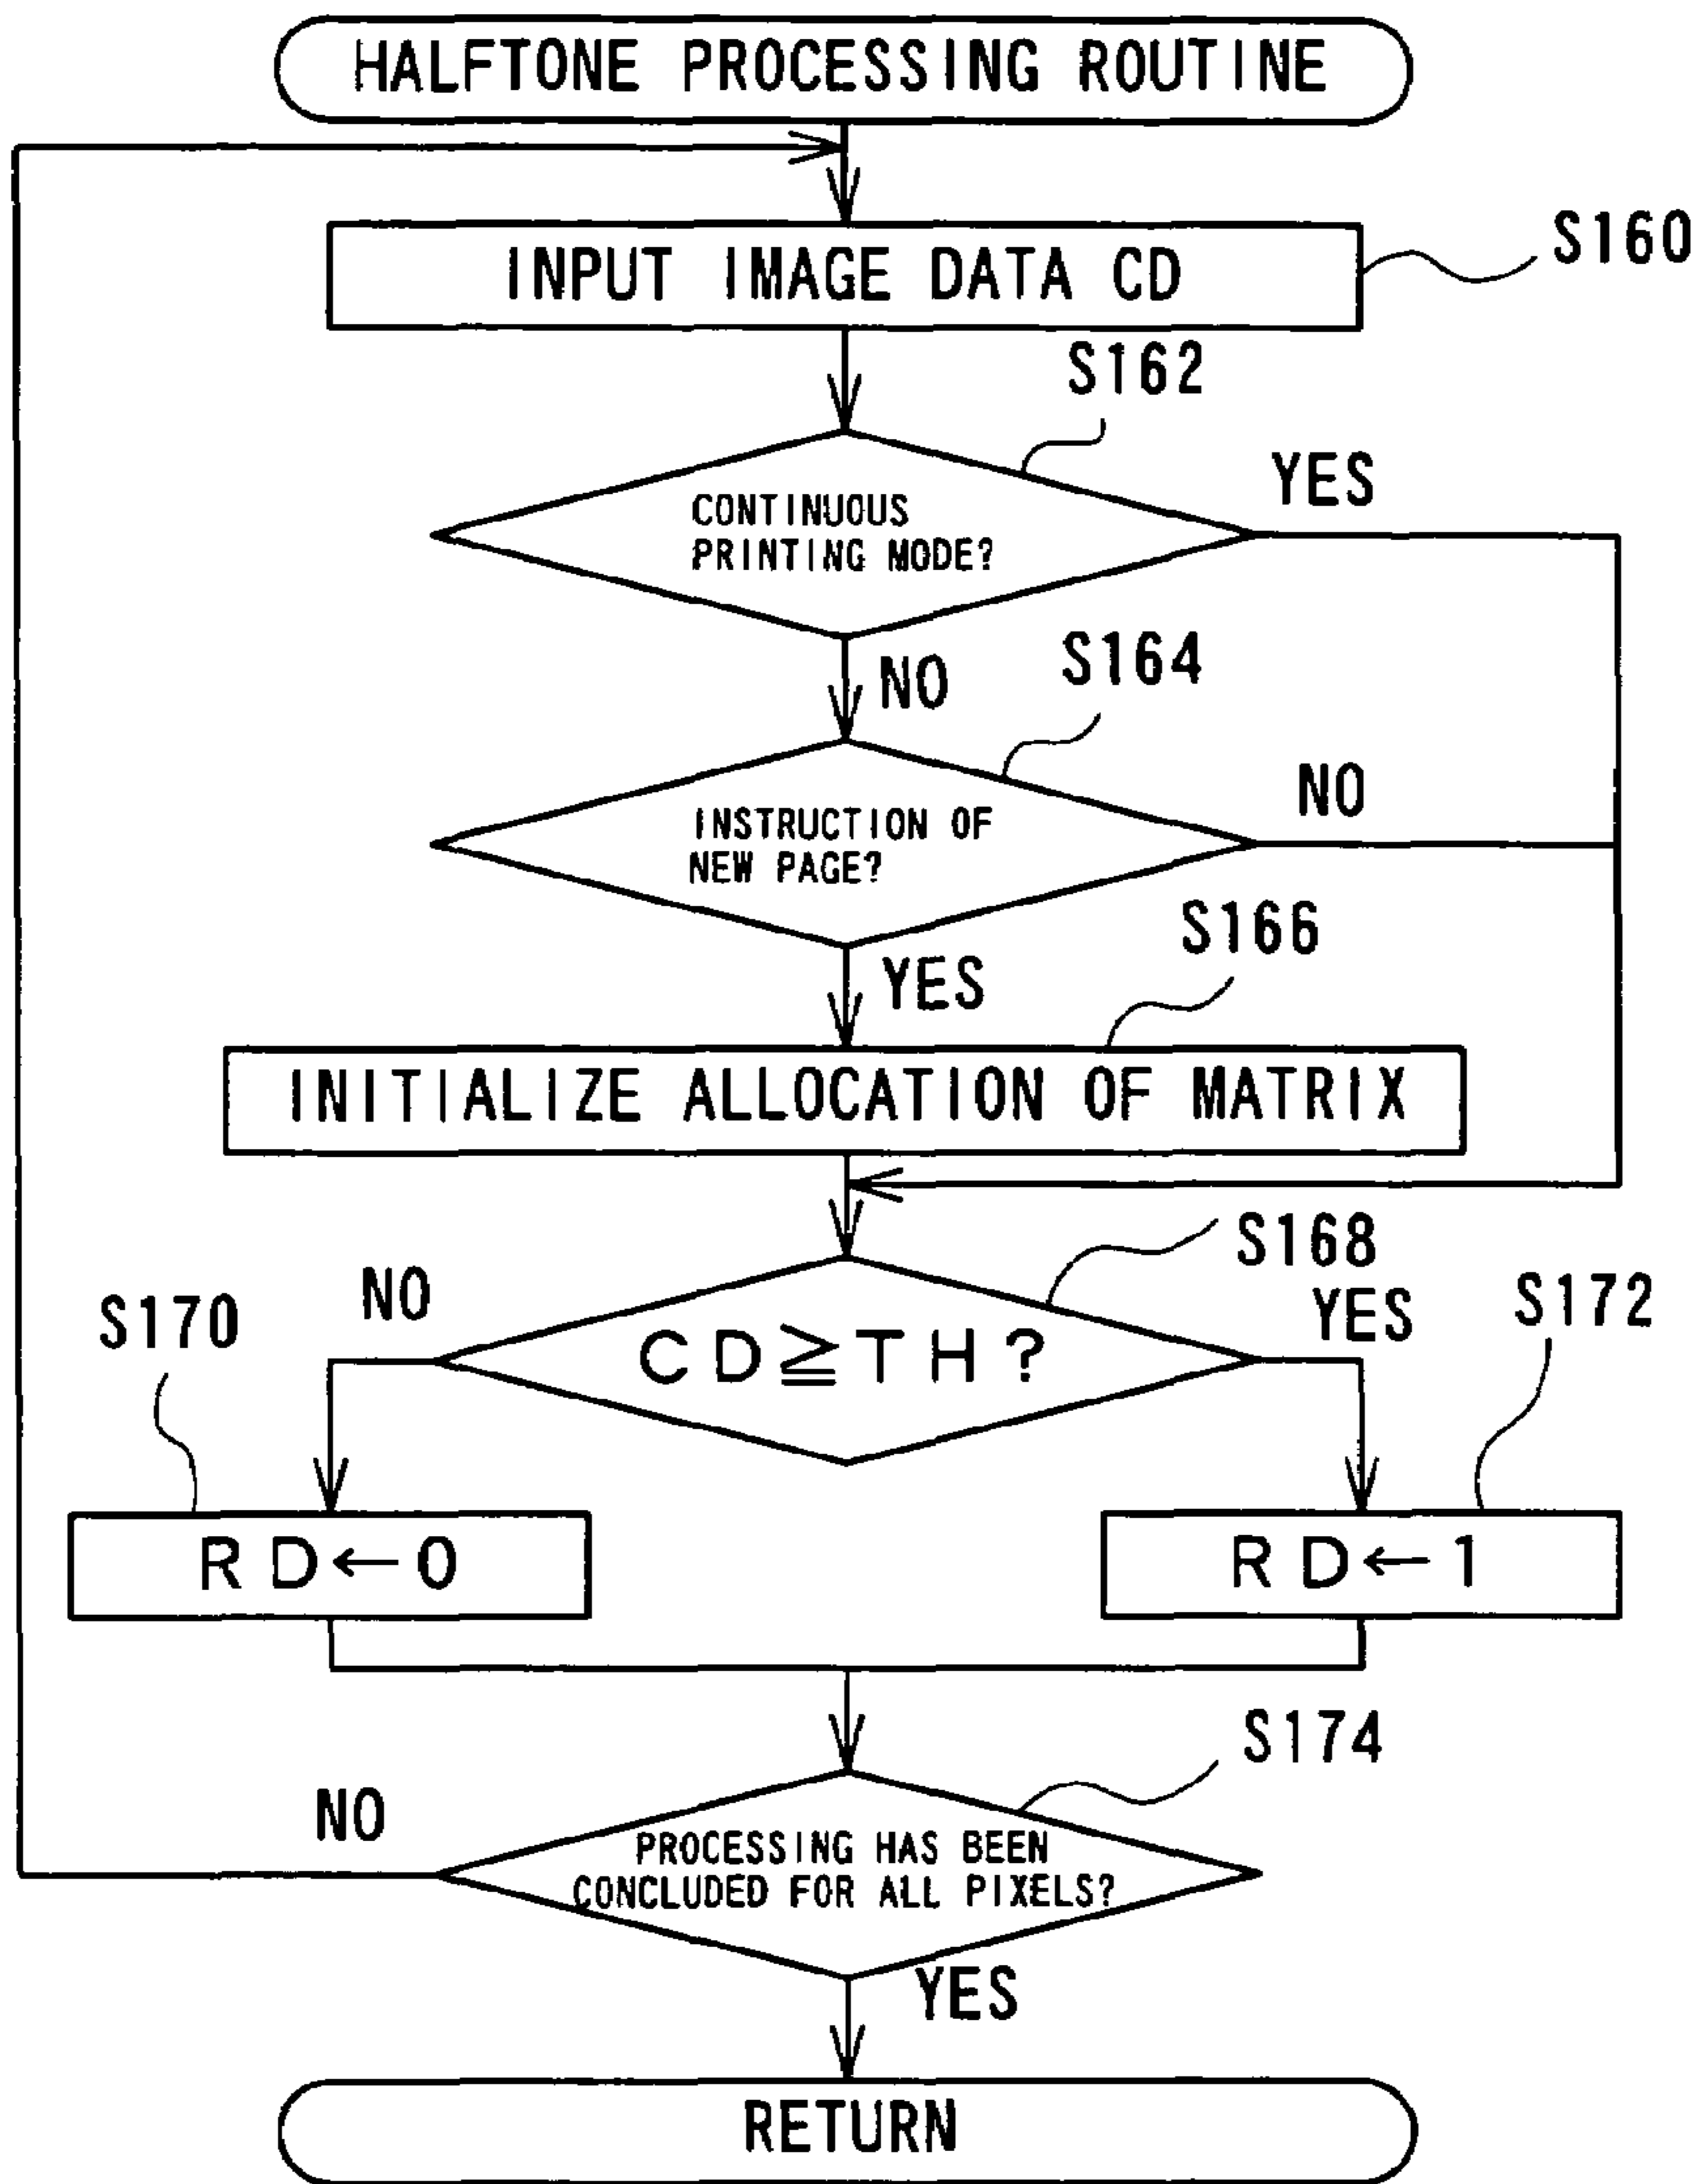 HALFTONE PROCESSING ROUTINE
INPUT IMAGE DATA CD
S160
S162
YES
CONTINUOUS
PRINTING MODE?
NO
S164
NO
INSTRUCTION OF
NEW PAGE?
YES
S166
INITIALIZE ALLOCATION OF MATRIX
S168
NO
YES
S170
S172
CD≧TH?
RD←0
RD←1
S174
NO
PROCESSING HAS BEEN
CONCLUDED FOR ALL PIXELS?
YES
RETURN